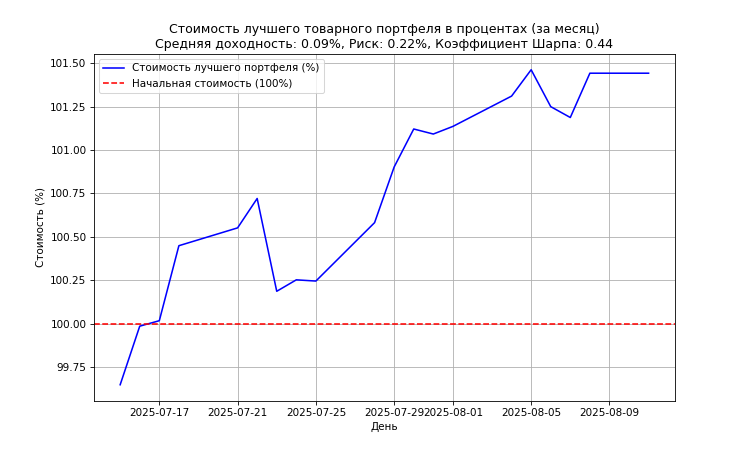 Стоимость лучшего товарного портфеля в процентах (за месяц)
Средняя доходность: 0.09%, Риск: 0.22%, Коэффициент Шарпа: 0.44
Стоимость лучшего портфеля (%)
Начальная стоимость (100%)
Стоимость (%)
101.50
101.25
101.00
100.75
100.50
100.25
100.00
99.75
2025-07-17
2025-07-21
2025-07-25
2025-07-29
2025-08-01
2025-08-05
2025-08-09
День